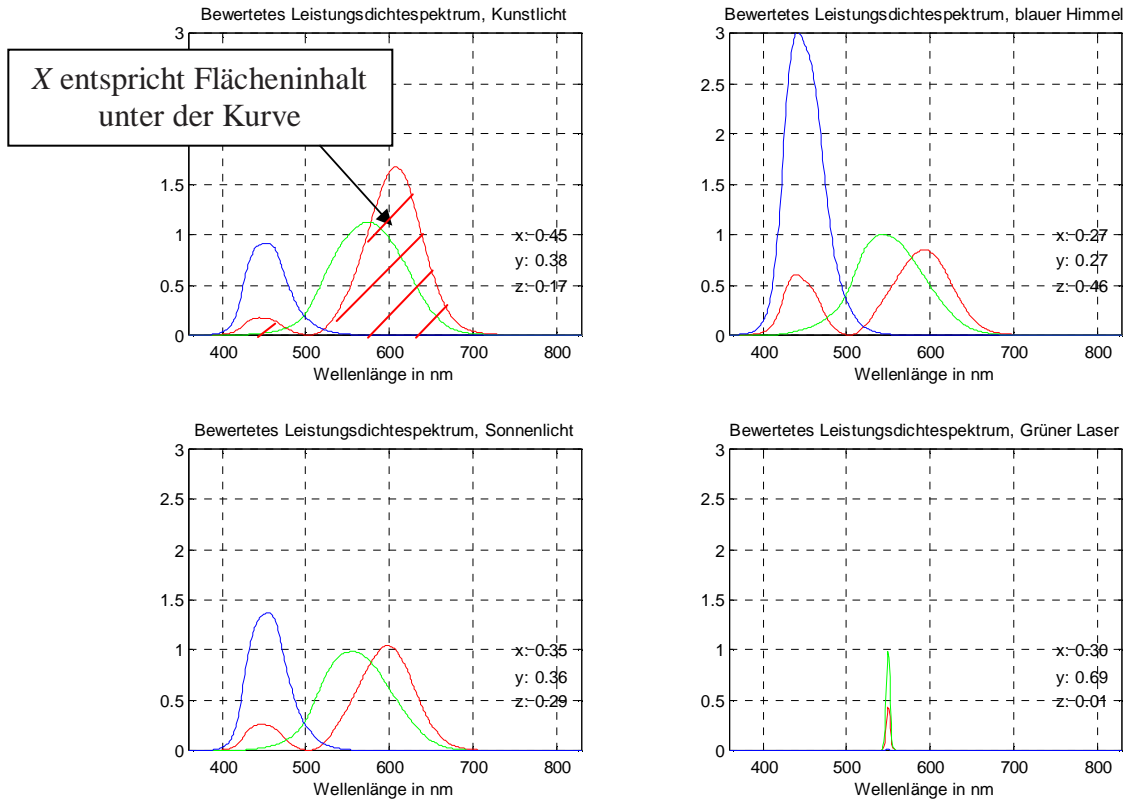 Bewertetes Leistungsdichtespektrum, Kunstlicht
X entspricht Flächeninhalt
unter der Kurve
3
1.5
1
0.5
0
400
500
600
700
800
x: 0.45
y: 0.38
z: 0.17
Wellenlänge in nm
Bewertetes Leistungsdichtespektrum, blauer Himmel
3
2.5
2
1.5
1
0.5
0
400
500
600
700
800
x: 0.27
y: 0.27
z: 0.46
Wellenlänge in nm
Bewertetes Leistungsdichtespektrum, Sonnenlicht
3
2.5
2
1.5
1
0.5
0
400
500
600
700
800
x: 0.35
y: 0.36
z: 0.29
Wellenlänge in nm
Bewertetes Leistungsdichtespektrum, Grüner Laser
3
2.5
2
1.5
1
0.5
0
400
500
600
700
800
x: 0.30
y: 0.69
z: 0.01
Wellenlänge in nm